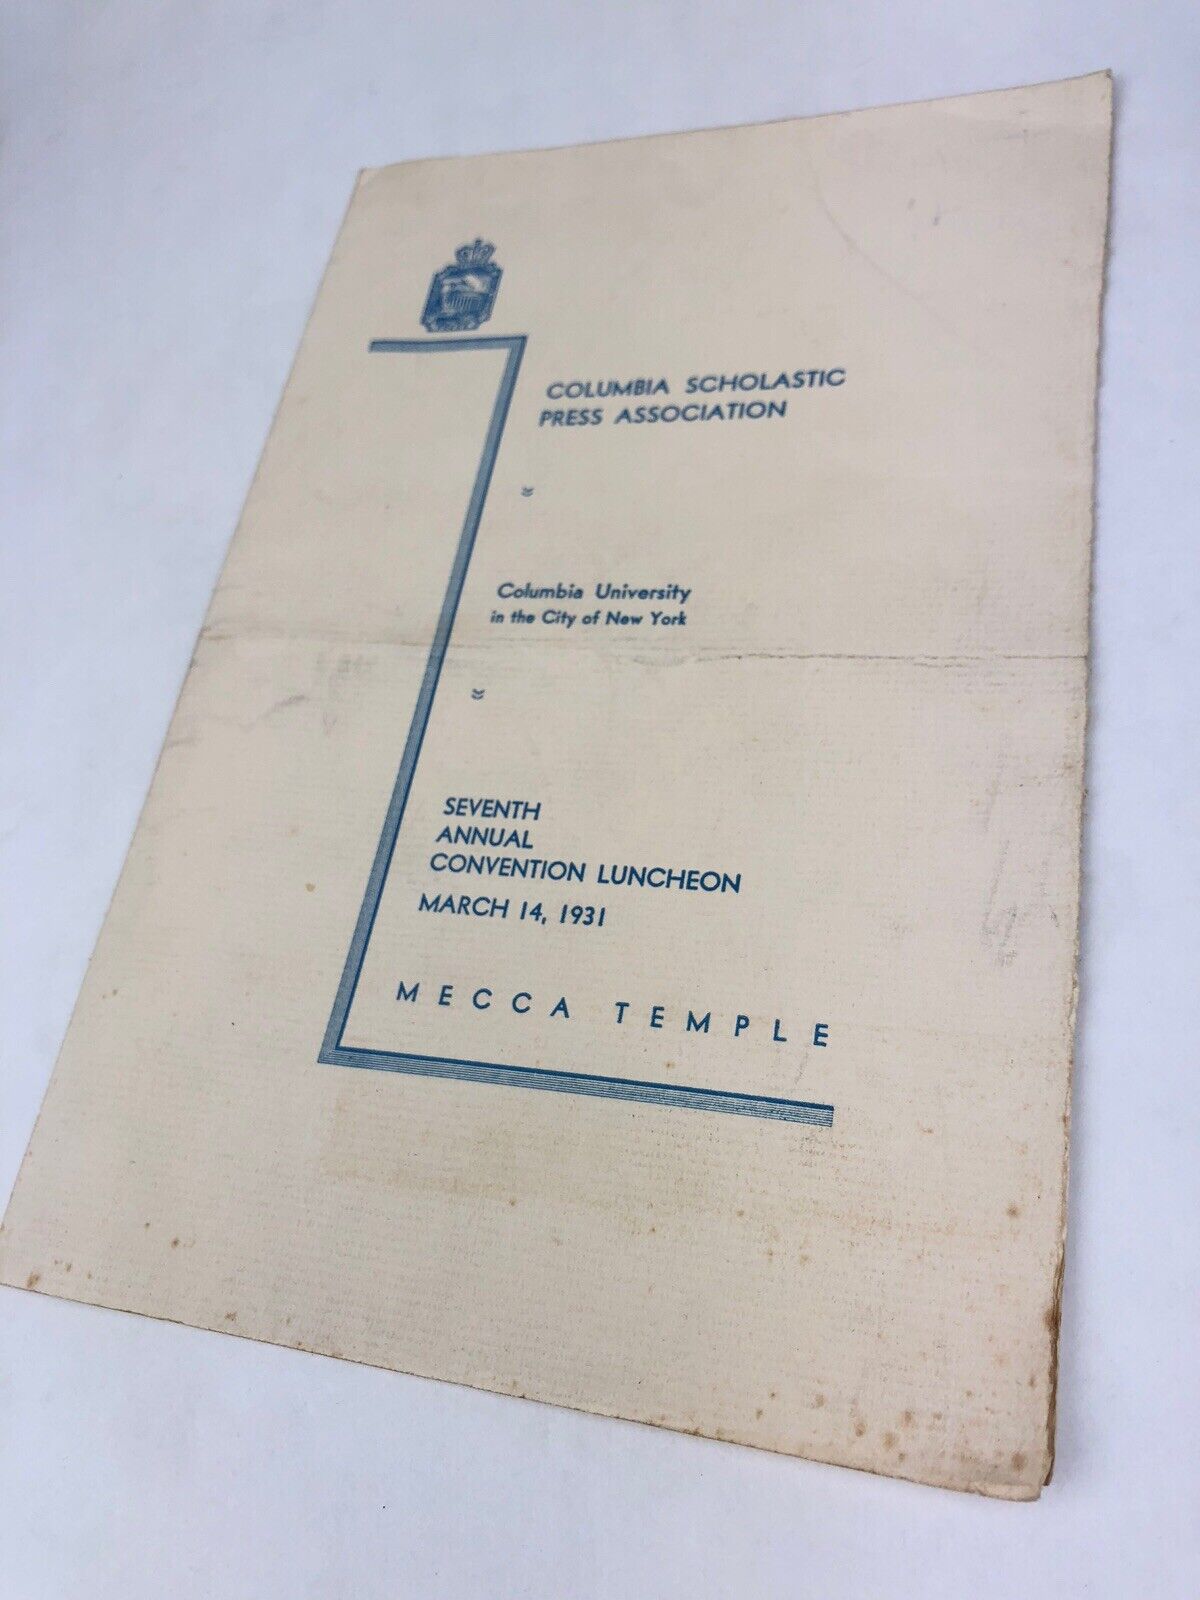 COLUMBIA SCHOLASTIC
PRESS ASSOCIATION
Columbia University
in the City of New York
SEVENTH
ANNUAL
CONVENTION LUNCHEON
MARCH 14, 1931
MECCA TEMPLE